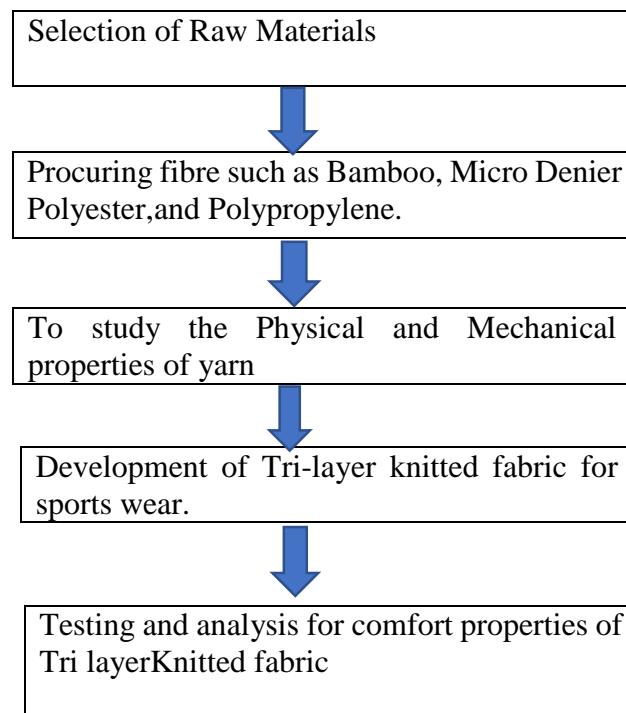 Selection of Raw Materials
Procuring fibre such as Bamboo, Micro Denier
Polyester,and Polypropylene.
To study the Physical and Mechanical
properties of yarn
Development of Tri-layer knitted fabric for
sports wear.
Testing and analysis for comfort properties of
Tri layerKnitted fabric